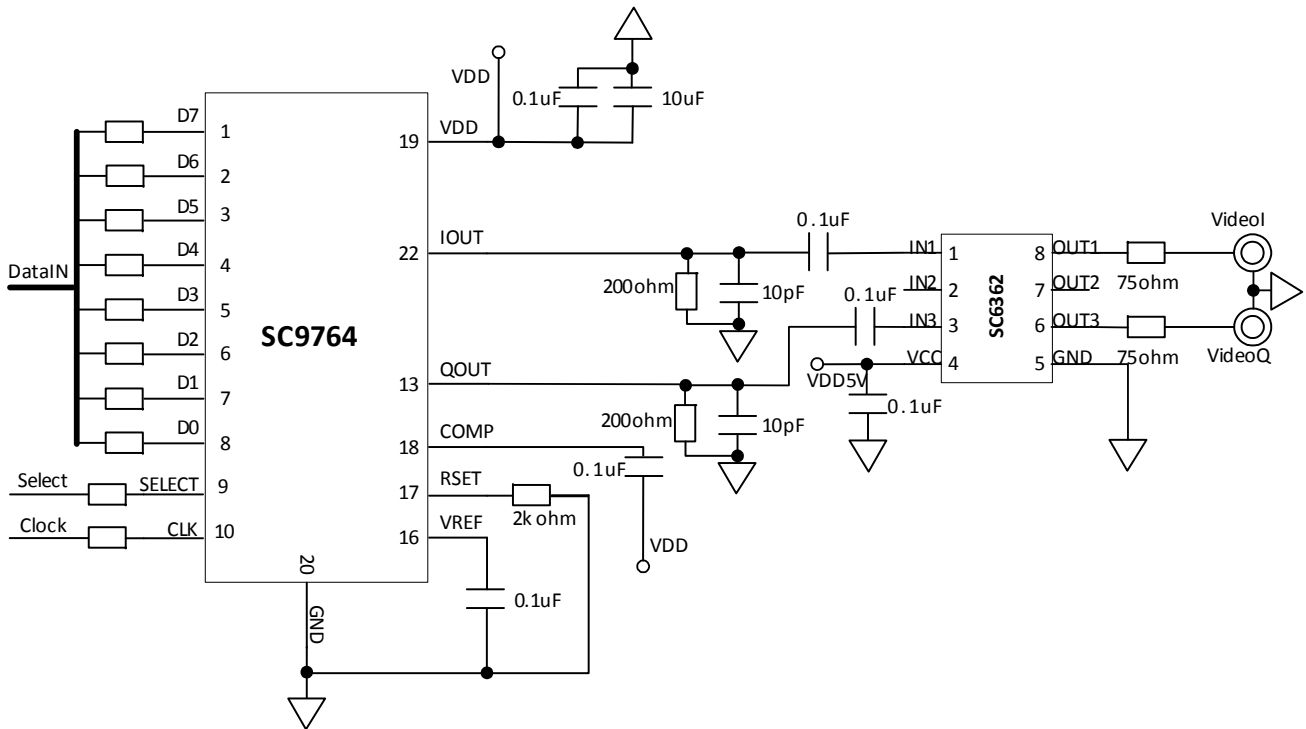 VDD
0.1uF
10uF
D7
1
VDD
19
D6
2
D5
3
D4
4
DataIN
D3
5
D2
6
D1
7
D0
8
Select
SELECT
9
Clock
CLK
10
20
GND
SC9764
22
IOUT
200ohm
10pF
0.1uF
0.1uF
13
QOUT
200ohm
10pF
18
COMP
0.1uF
VDD
17
RSET
2k ohm
16
VREF
0.1uF
IN1
1
IN2
2
IN3
3
VCC
4
VDD5V
0.1uF
SC6362
8
OUT1
7
OUT2
6
OUT3
5
GND
75ohm
75ohm
VideoI
VideoQ